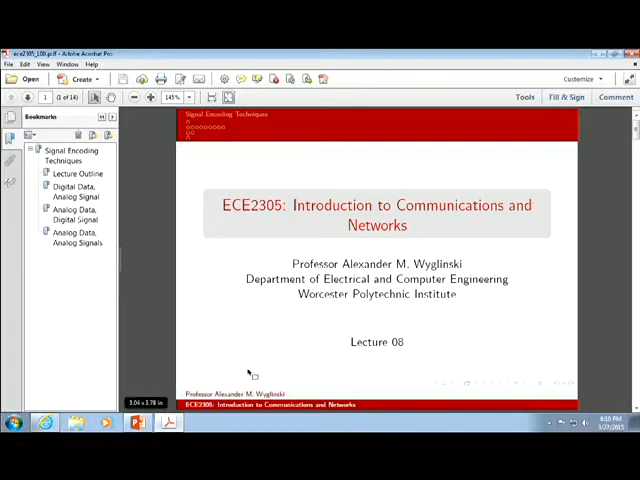 ece2305_L08.pdf - Adobe Acrobat Pro
File Edit View Window Help
Open Create Customize
1 (1 of 14) 145% Tools Fill & Sign Comment
Bookmarks
Signal Encoding Techniques
Lecture Outline
Digital Data, Analog Signal
Analog Data, Digital Signal
Analog Data, Analog Signals
Signal Encoding Techniques
ECE2305: Introduction to Communications and
Networks
Professor Alexander M. Wyglinski
Department of Electrical and Computer Engineering
Worcester Polytechnic Institute
Lecture 08
Professor Alexander M. Wyglinski
ECE2305: Introduction to Communications and Networks
5.04 x 3.78 in
6:10 PM
3/27/2015